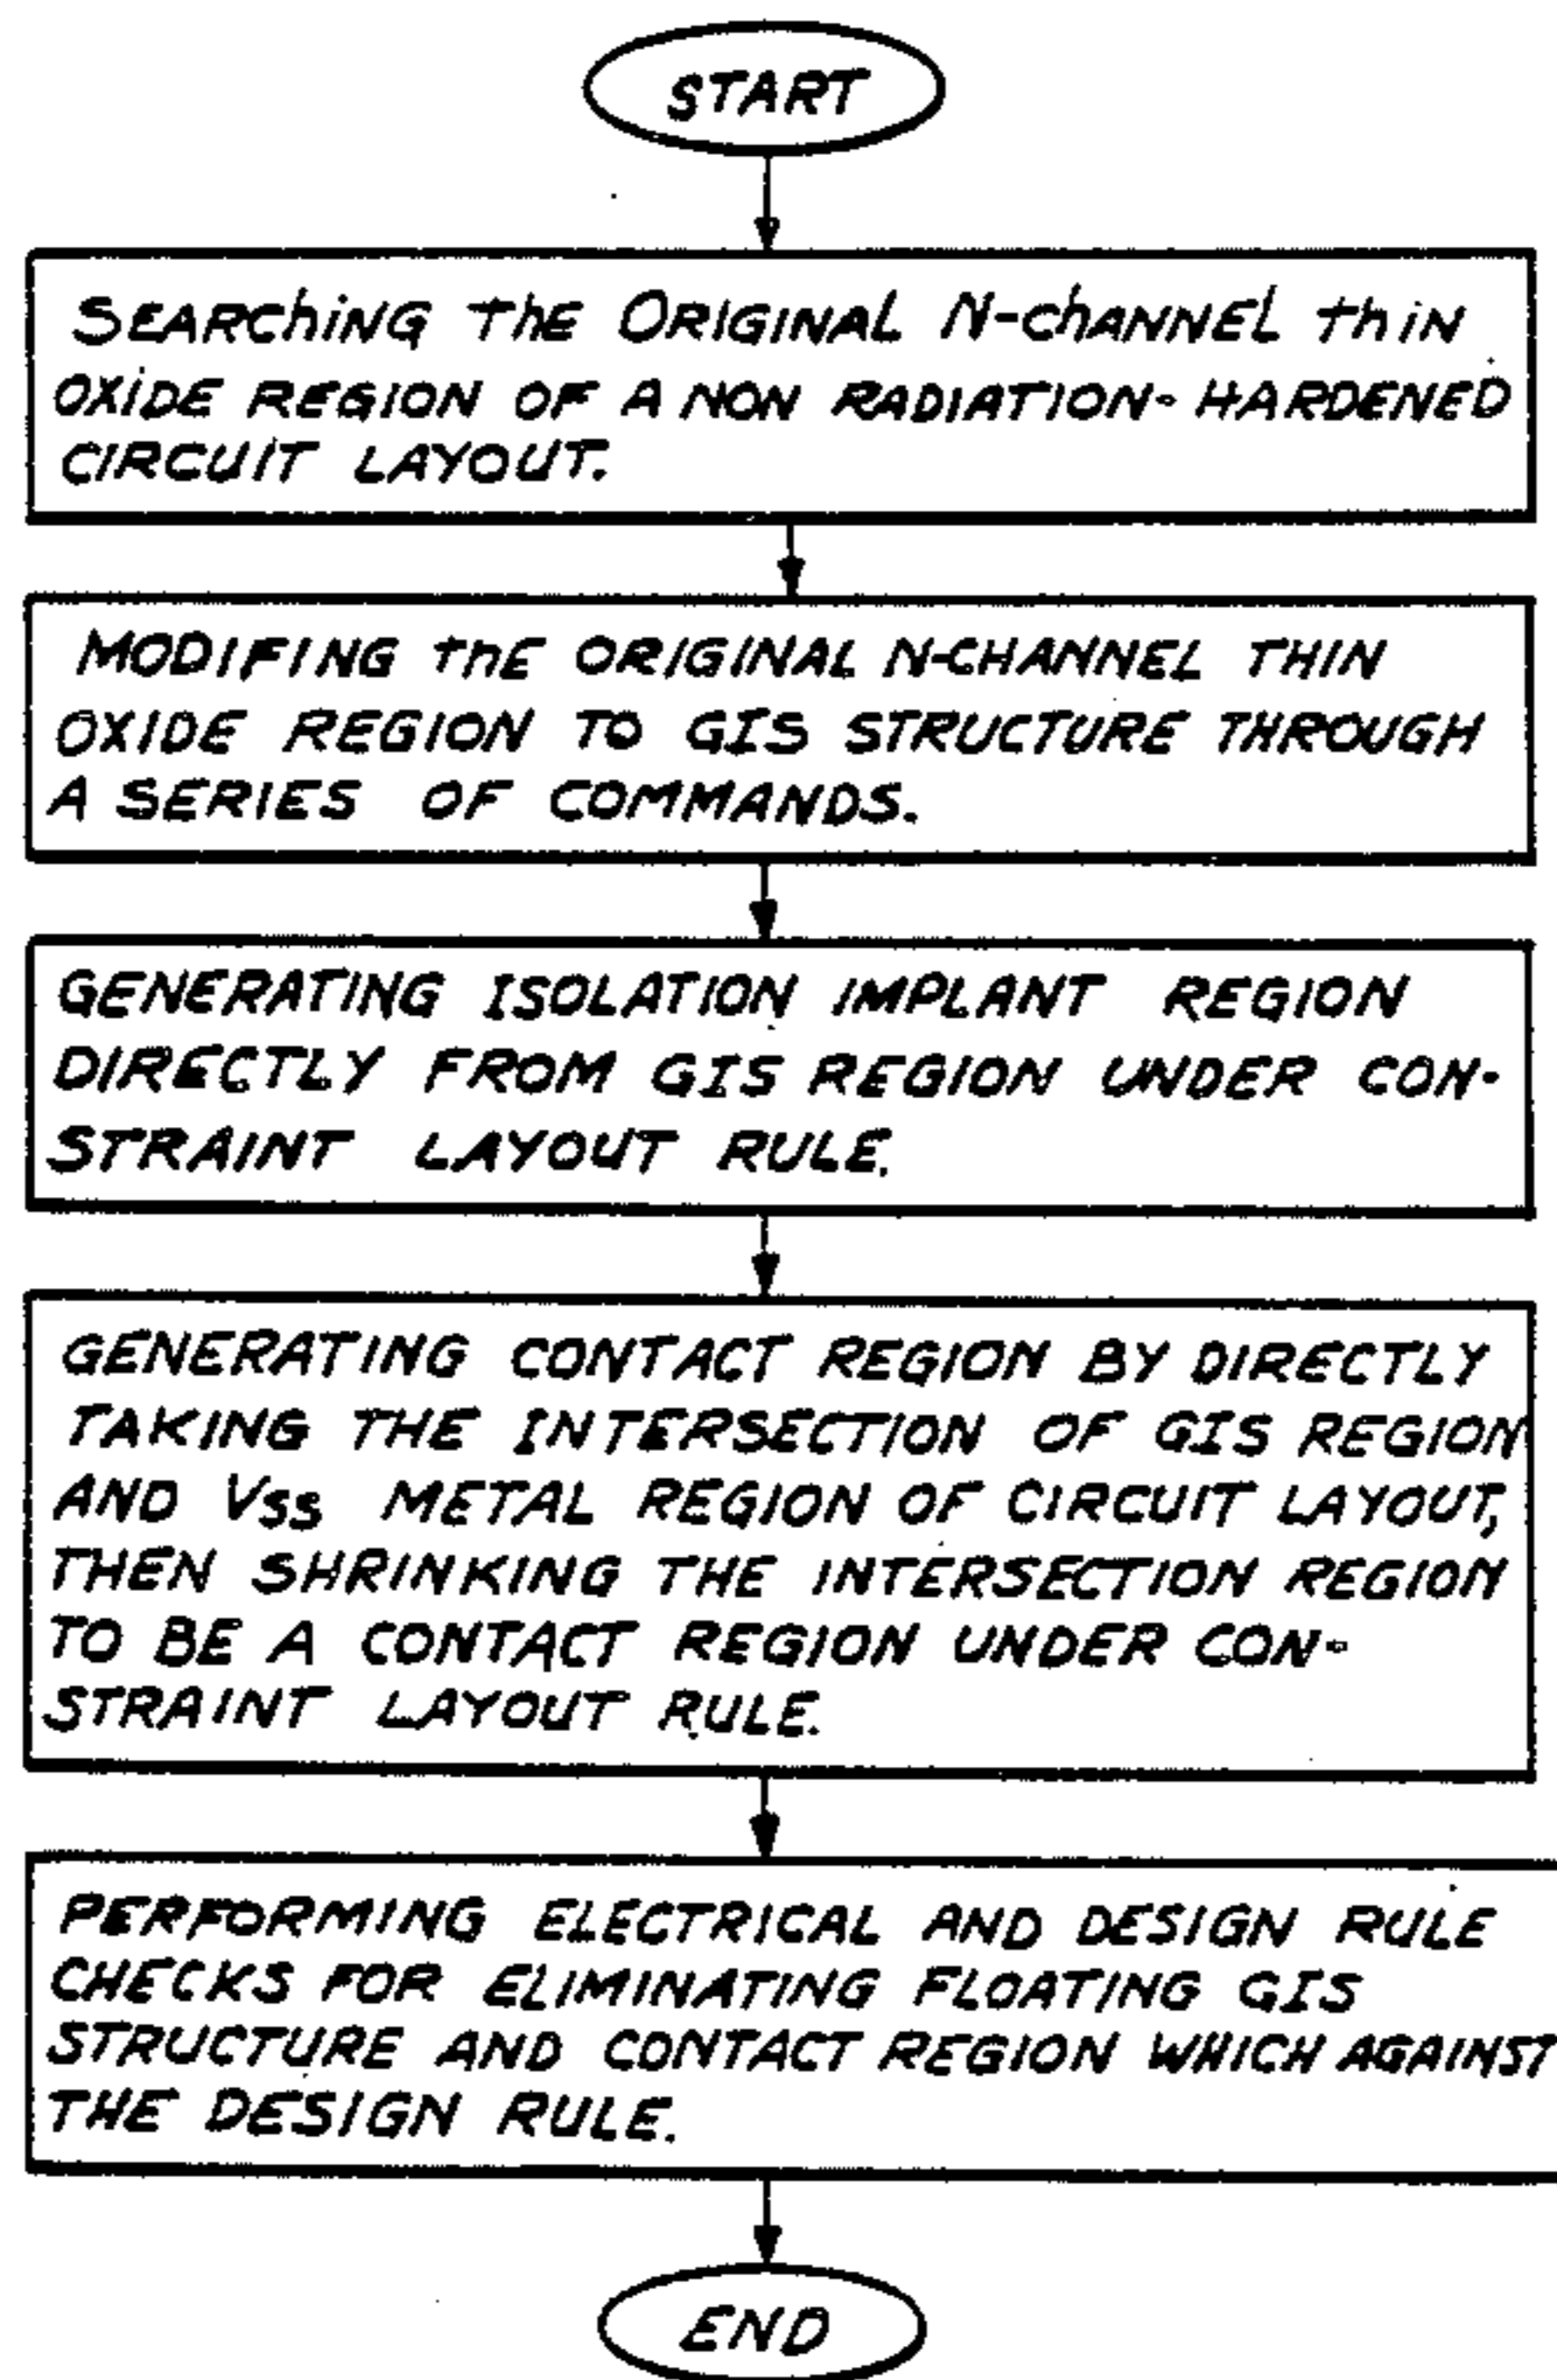 START
SEARCHING THE ORIGINAL N-CHANNEL THIN
OXIDE REGION OF A NON RADIATION-HARDENED
CIRCUIT LAYOUT.
MODIFING THE ORIGINAL N-CHANNEL THIN
OXIDE REGION TO GIS STRUCTURE THROUGH
A SERIES OF COMMANDS.
GENERATING ISOLATION IMPLANT REGION
DIRECTLY FROM GIS REGION UNDER CON-
STRAINT LAYOUT RULE.
GENERATING CONTACT REGION BY DIRECTLY
TAKING THE INTERSECTION OF GIS REGION
AND Vss METAL REGION OF CIRCUIT LAYOUT,
THEN SHRINKING THE INTERSECTION REGION
TO BE A CONTACT REGION UNDER CON-
STRAINT LAYOUT RULE.
PERFORMING ELECTRICAL AND DESIGN RULE
CHECKS FOR ELIMINATING FLOATING GIS
STRUCTURE AND CONTACT REGION WHICH AGAINST
THE DESIGN RULE.
END